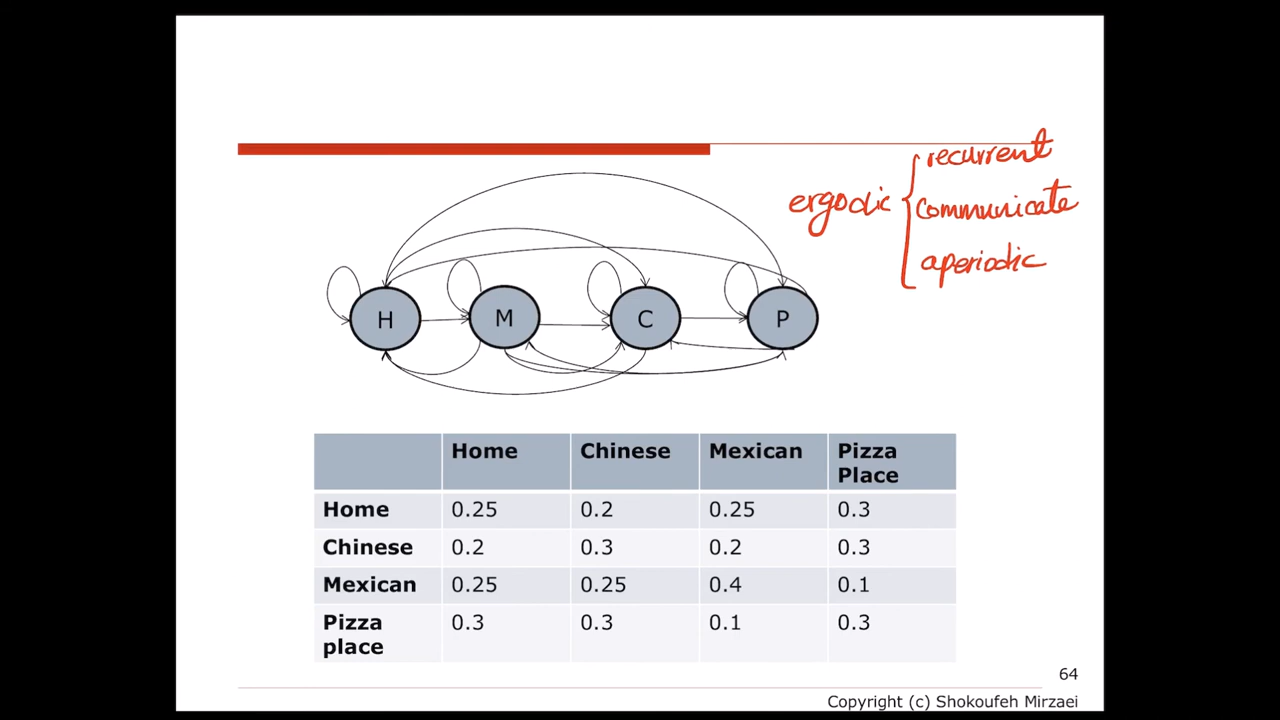 recurrent
ergodic
communicate
aperiodic
H M C P
Home Chinese Mexican Pizza Place
Home 0.25 0.2 0.25 0.3
Chinese 0.2 0.3 0.2 0.3
Mexican 0.25 0.25 0.4 0.1
Pizza place 0.3 0.3 0.1 0.3
64
Copyright (c) Shokoufeh Mirzaei